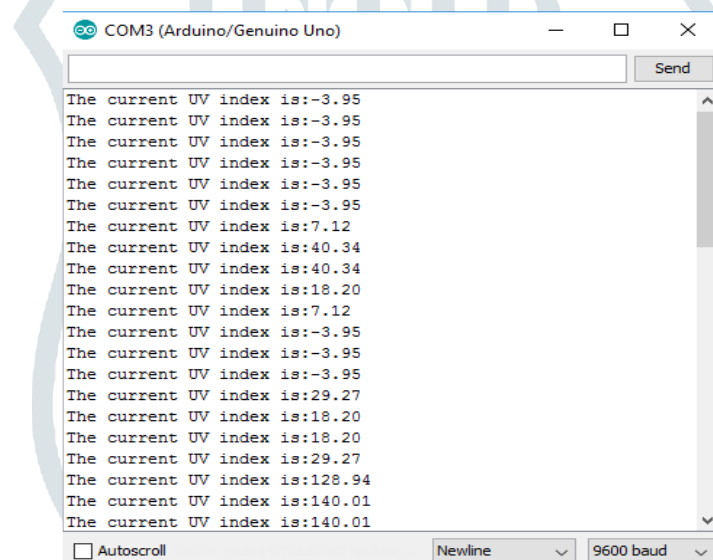 COM3 (Arduino/Genuino Uno)
Send
The current UV index is:-3.95
The current UV index is:-3.95
The current UV index is:-3.95
The current UV index is:-3.95
The current UV index is:-3.95
The current UV index is:-3.95
The current UV index is:7.12
The current UV index is:40.34
The current UV index is:40.34
The current UV index is:18.20
The current UV index is:7.12
The current UV index is:-3.95
The current UV index is:-3.95
The current UV index is:-3.95
The current UV index is:29.27
The current UV index is:18.20
The current UV index is:18.20
The current UV index is:29.27
The current UV index is:128.94
The current UV index is:140.01
The current UV index is:140.01
Autoscroll Newline 9600 baud